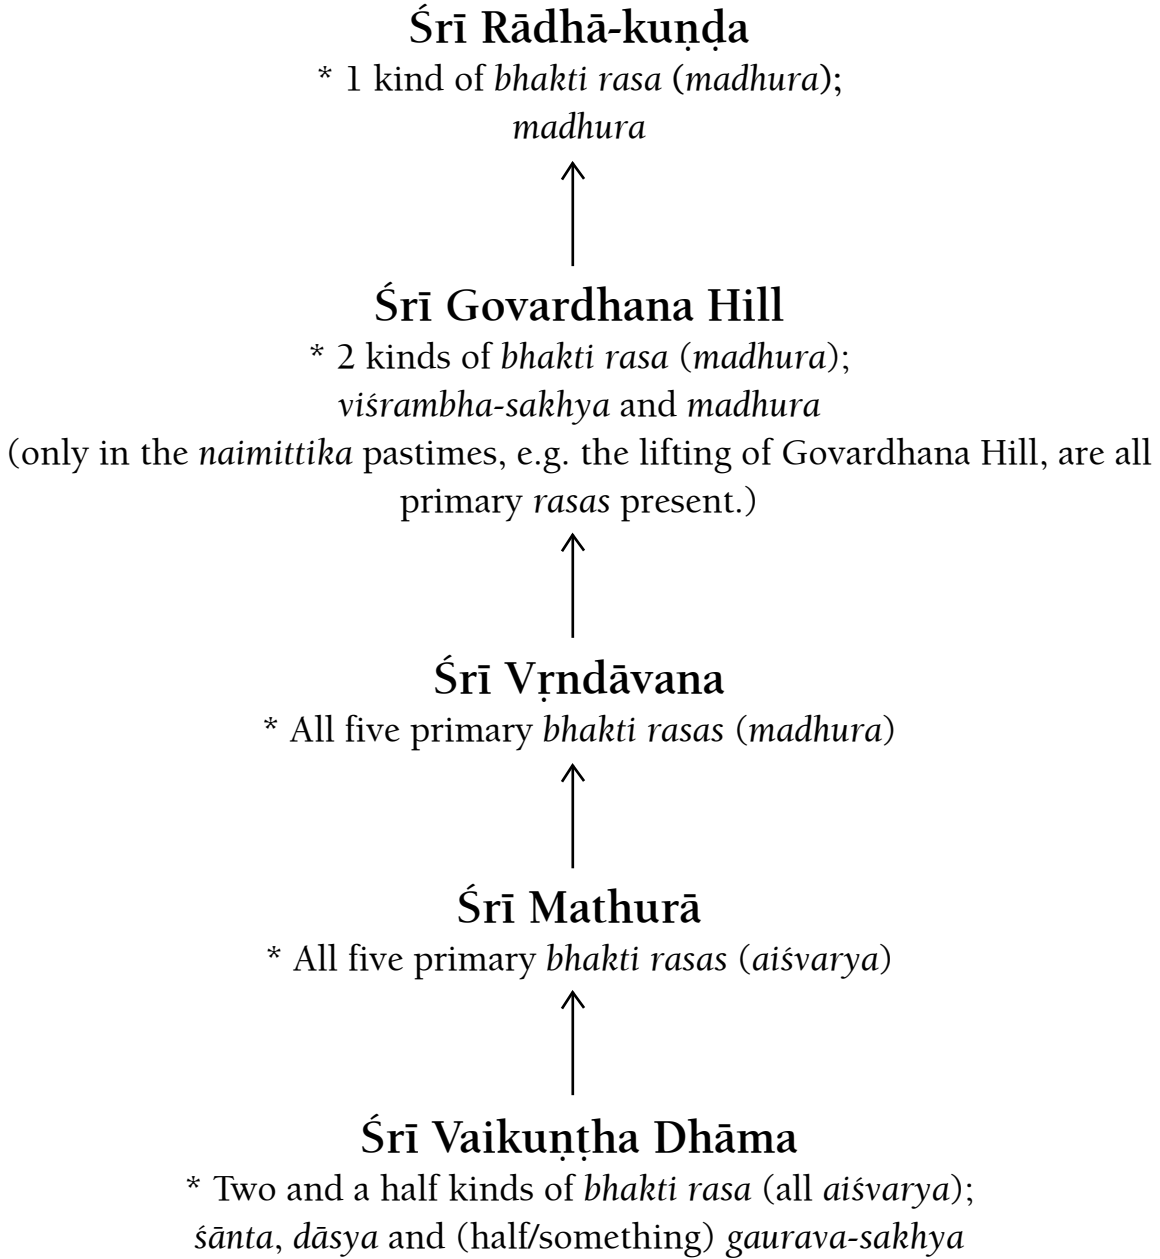 Śrī Rādhā-kuṇḍa
* 1 kind of bhakti rasa (madhura);
madhura
Śrī Govardhana Hill
* 2 kinds of bhakti rasa (madhura);
viśrambha-sakhya and madhura
(only in the naimittika pastimes, e.g. the lifting of Govardhana Hill, are all
primary rasas present.)
Śrī Vṛndāvana
* All five primary bhakti rasas (madhura)
Śrī Mathurā
* All five primary bhakti rasas (aiśvarya)
Śrī Vaikuṇṭha Dhāma
* Two and a half kinds of bhakti rasa (all aiśvarya);
śānta, dāsya and (half/something) gaurava-sakhya